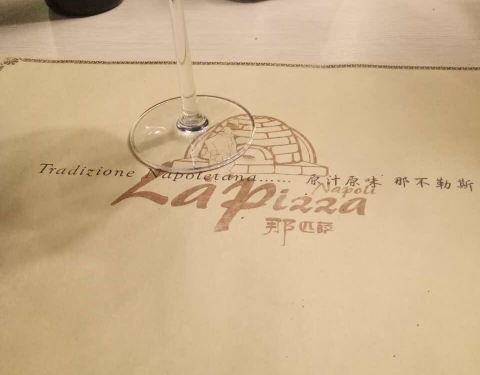 Tradizione Napoletana...... 原汁原味 那不勒斯
Napoli
La Pizza
那匹薩